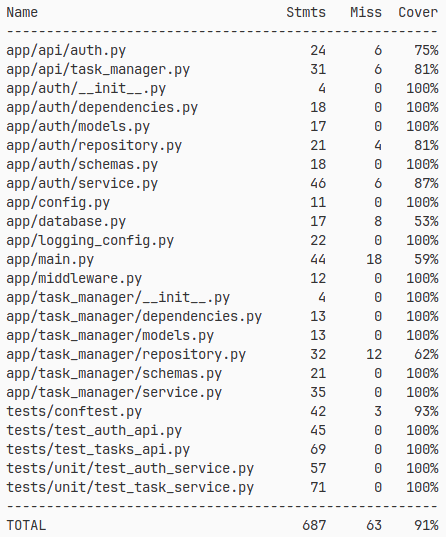 Name                                  Stmts   Miss  Cover
---------------------------------------------------------
app/api/auth.py                          24      6    75%
app/api/task_manager.py                  31      6    81%
app/auth/__init__.py                      4      0   100%
app/auth/dependencies.py                 18      0   100%
app/auth/models.py                       17      0   100%
app/auth/repository.py                   21      4    81%
app/auth/schemas.py                      18      0   100%
app/auth/service.py                      46      6    87%
app/config.py                            11      0   100%
app/database.py                          17      8    53%
app/logging_config.py                    22      0   100%
app/main.py                              44     18    59%
app/middleware.py                        12      0   100%
app/task_manager/__init__.py              4      0   100%
app/task_manager/dependencies.py         13      0   100%
app/task_manager/models.py               13      0   100%
app/task_manager/repository.py           32     12    62%
app/task_manager/schemas.py              21      0   100%
app/task_manager/service.py              35      0   100%
tests/conftest.py                        42      3    93%
tests/test_auth_api.py                   45      0   100%
tests/test_tasks_api.py                  69      0   100%
tests/unit/test_auth_service.py          57      0   100%
tests/unit/test_task_service.py          71      0   100%
---------------------------------------------------------
TOTAL                                   687     63    91%